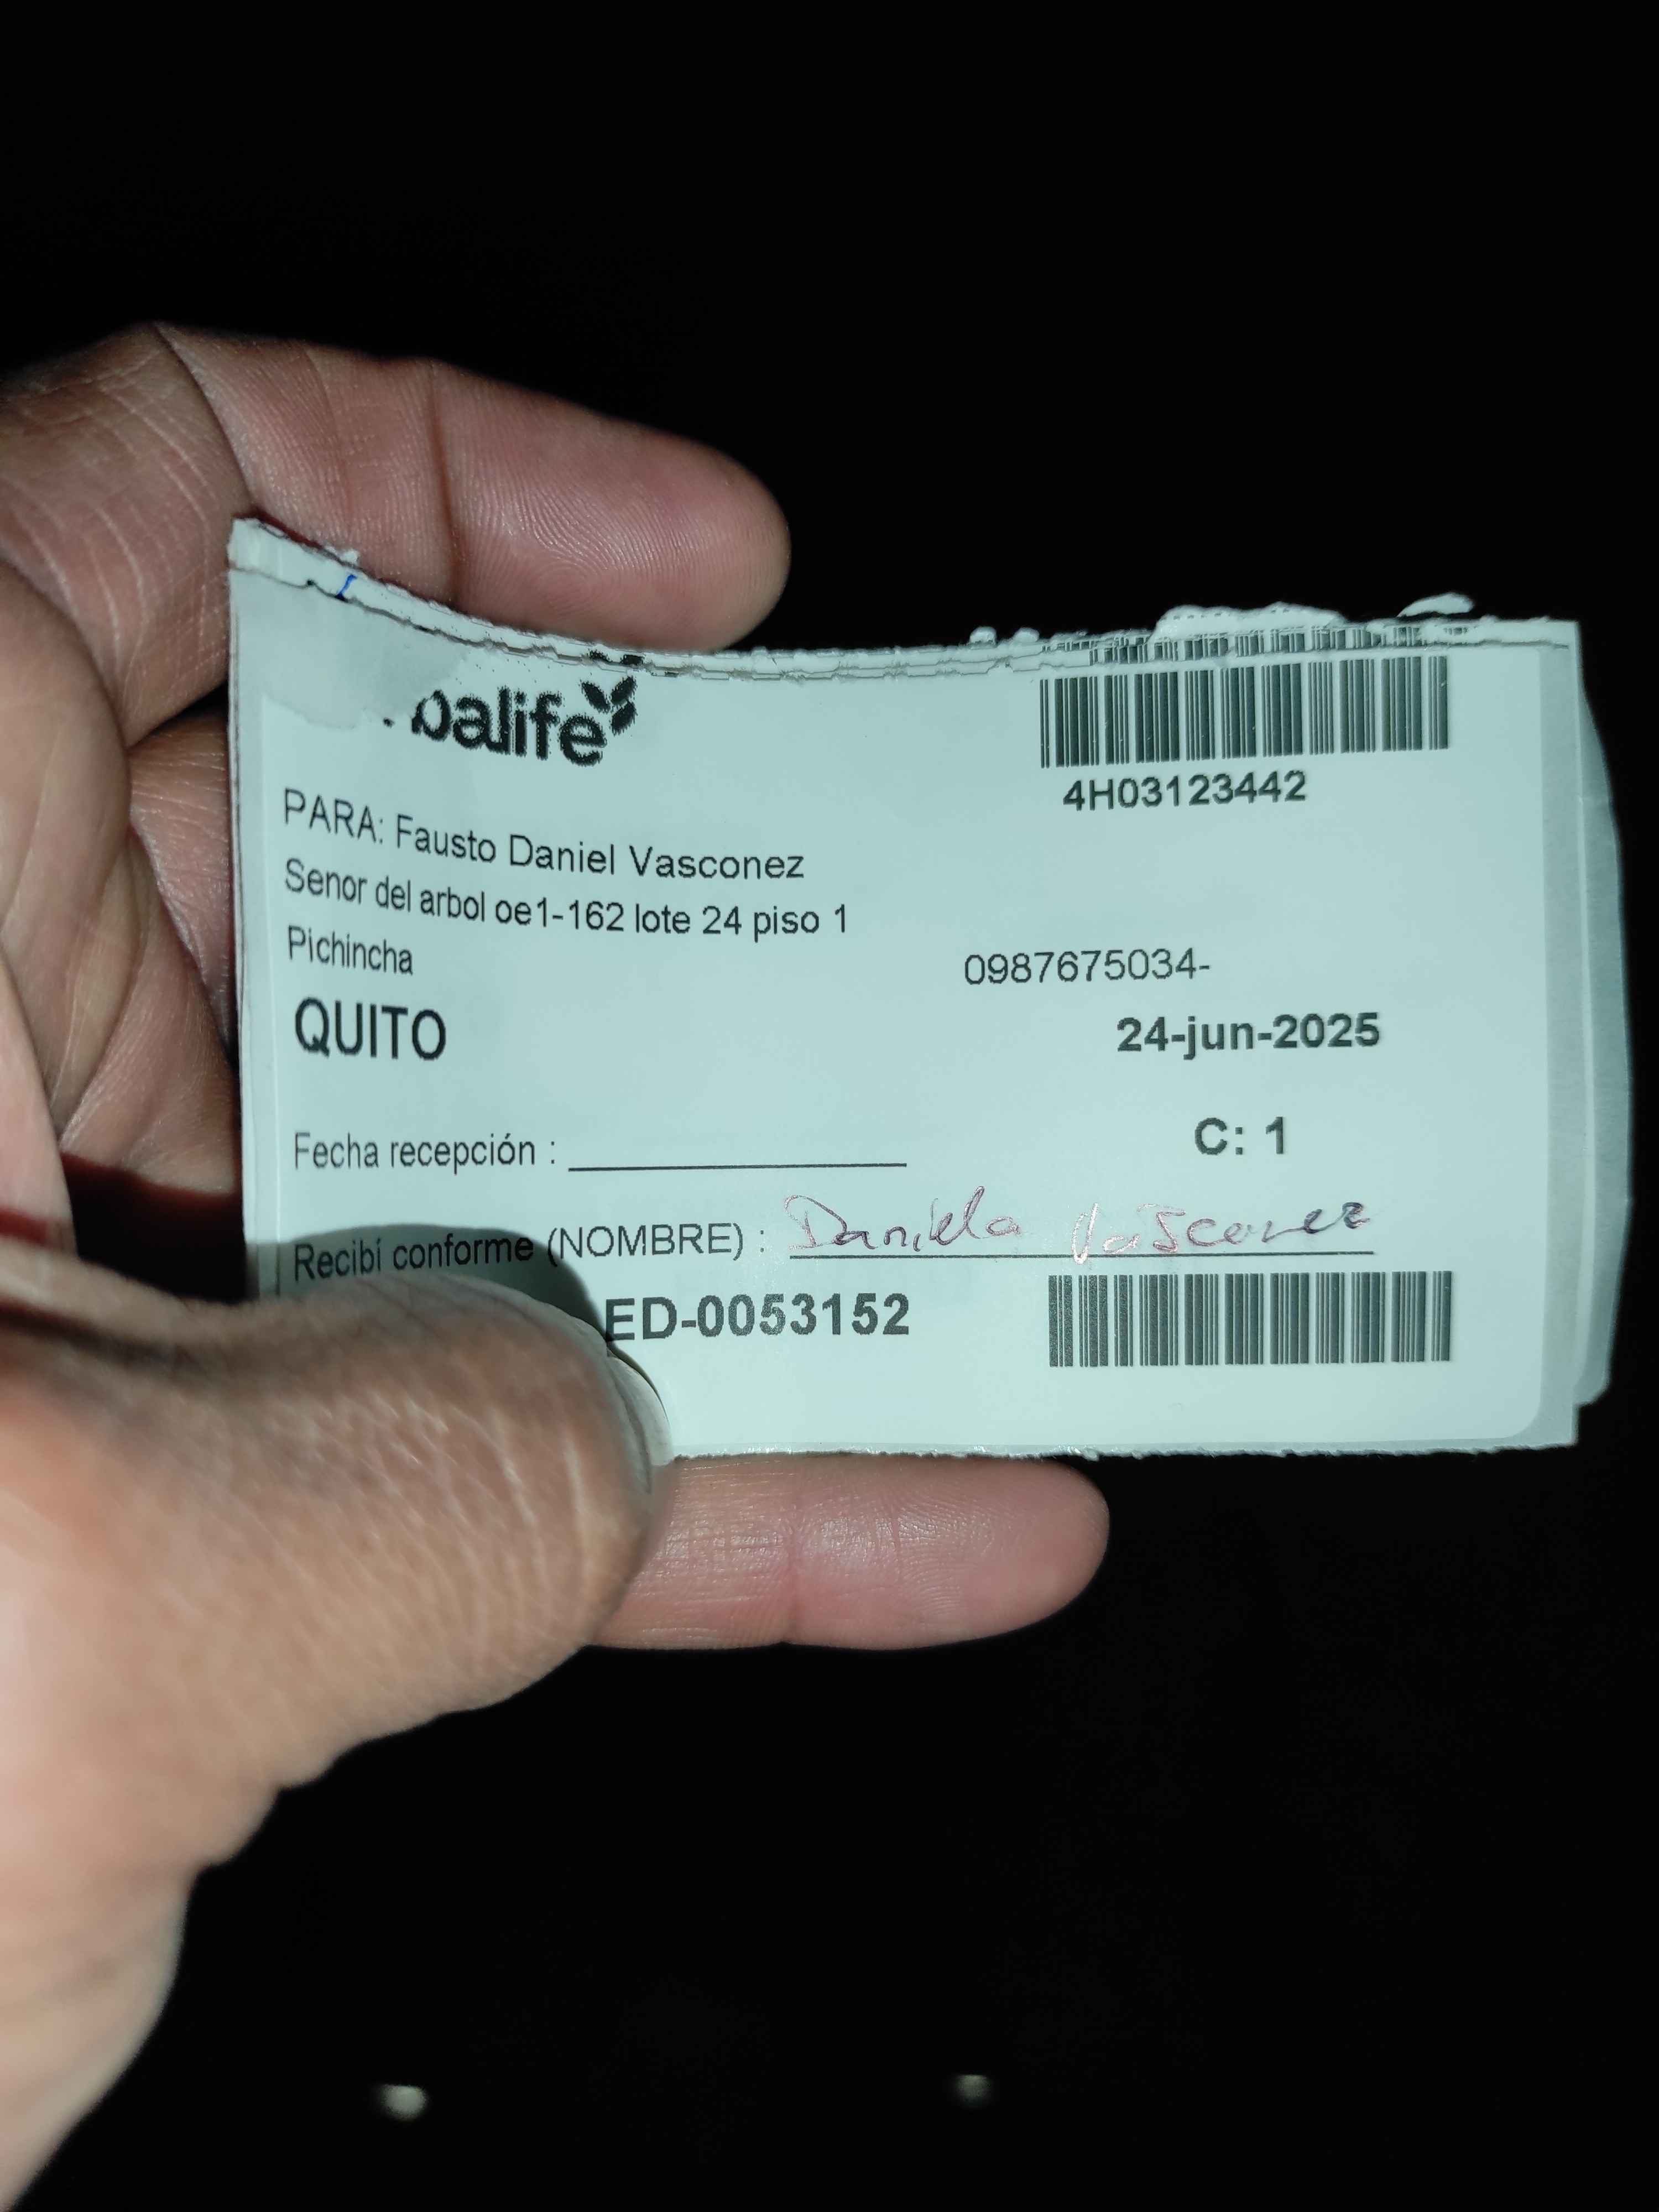 balife
4H03123442
PARA: Fausto Daniel Vasconez
Senor del arbol oe1-162 lote 24 piso 1
Pichincha
0987675034-
QUITO
24-jun-2025
C: 1
Fecha recepción :
Recibí conforme (NOMBRE) : Daniela Vasconez
ED-0053152